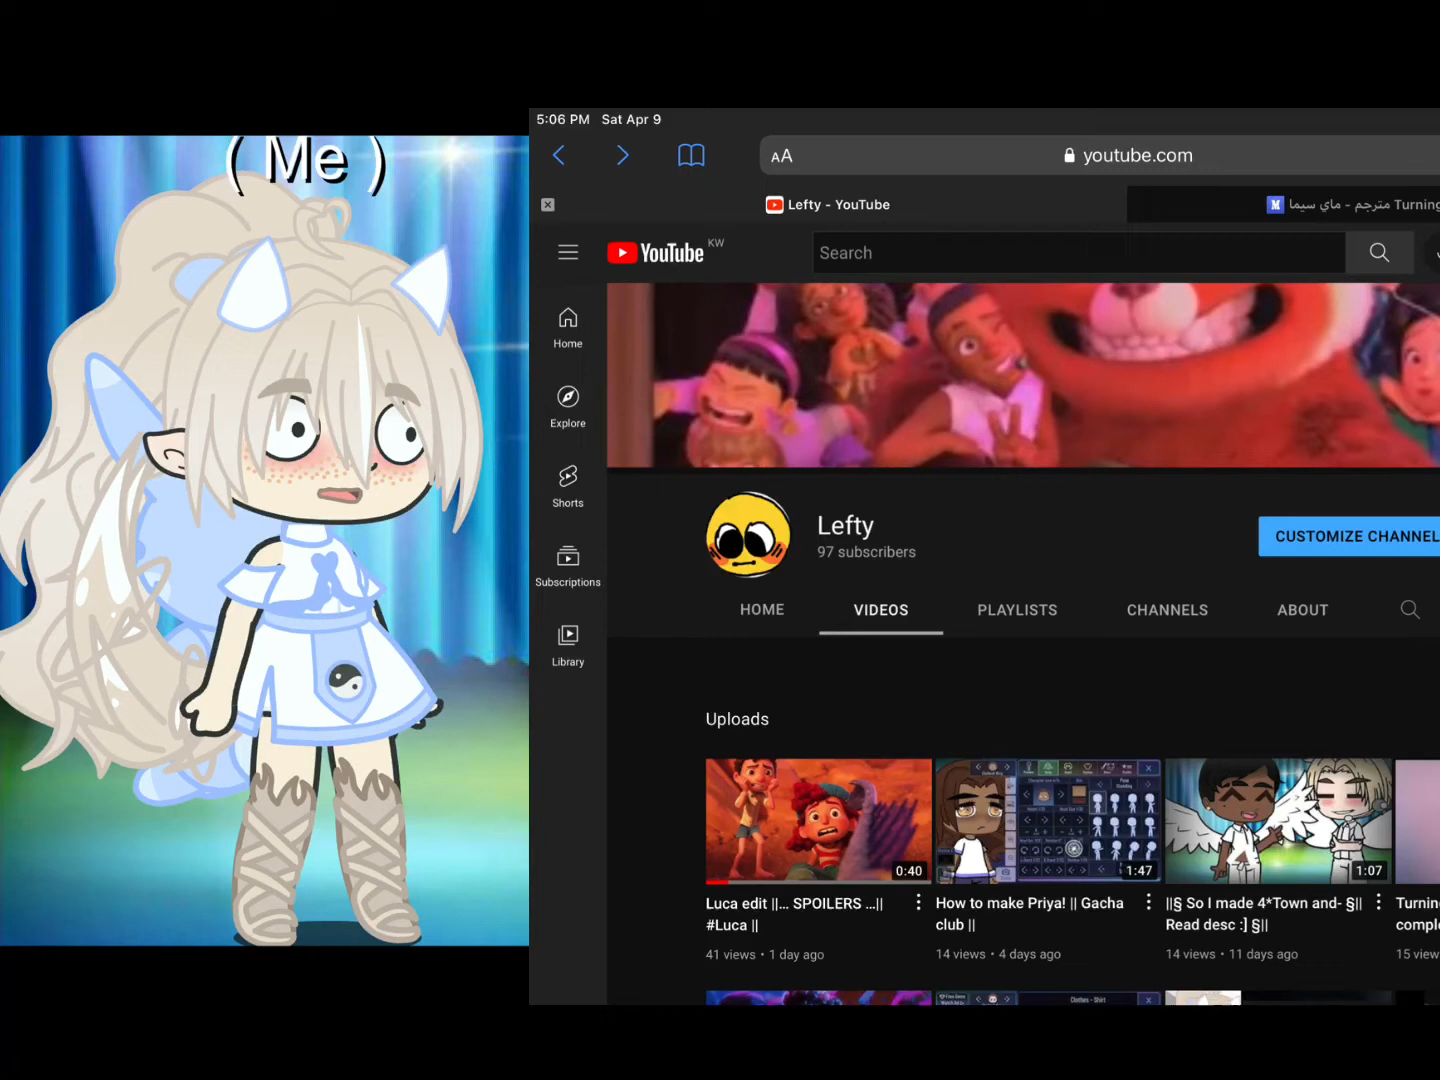 ( Me )
5:06 PM Sat Apr 9
AA
youtube.com
Lefty - YouTube
مترجم - ماي سيما Turning
YouTube KW
Search
Home
Explore
Shorts
Subscriptions
Library
Lefty
97 subscribers
CUSTOMIZE CHANNEL
HOME
VIDEOS
PLAYLISTS
CHANNELS
ABOUT
Uploads
0:40
1:47
1:07
Luca edit ||... SPOILERS ...||
#Luca ||
41 views • 1 day ago
How to make Priya! || Gacha
club ||
14 views • 4 days ago
||§ So I made 4*Town and- §||
Read desc :] §||
14 views • 11 days ago
Turnin
compl
15 view
Clothes - Shirt